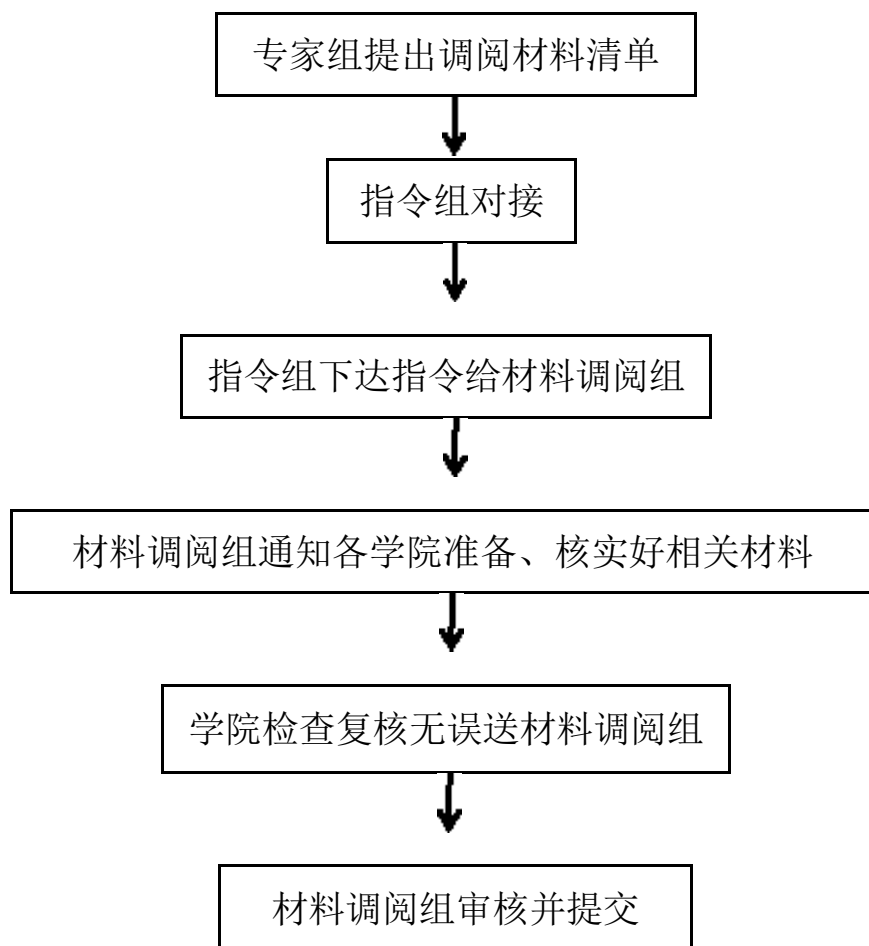 专家组提出调阅材料清单
指令组对接
指令组下达指令给材料调阅组
材料调阅组通知各学院准备、核实好相关材料
学院检查复核无误送材料调阅组
材料调阅组审核并提交